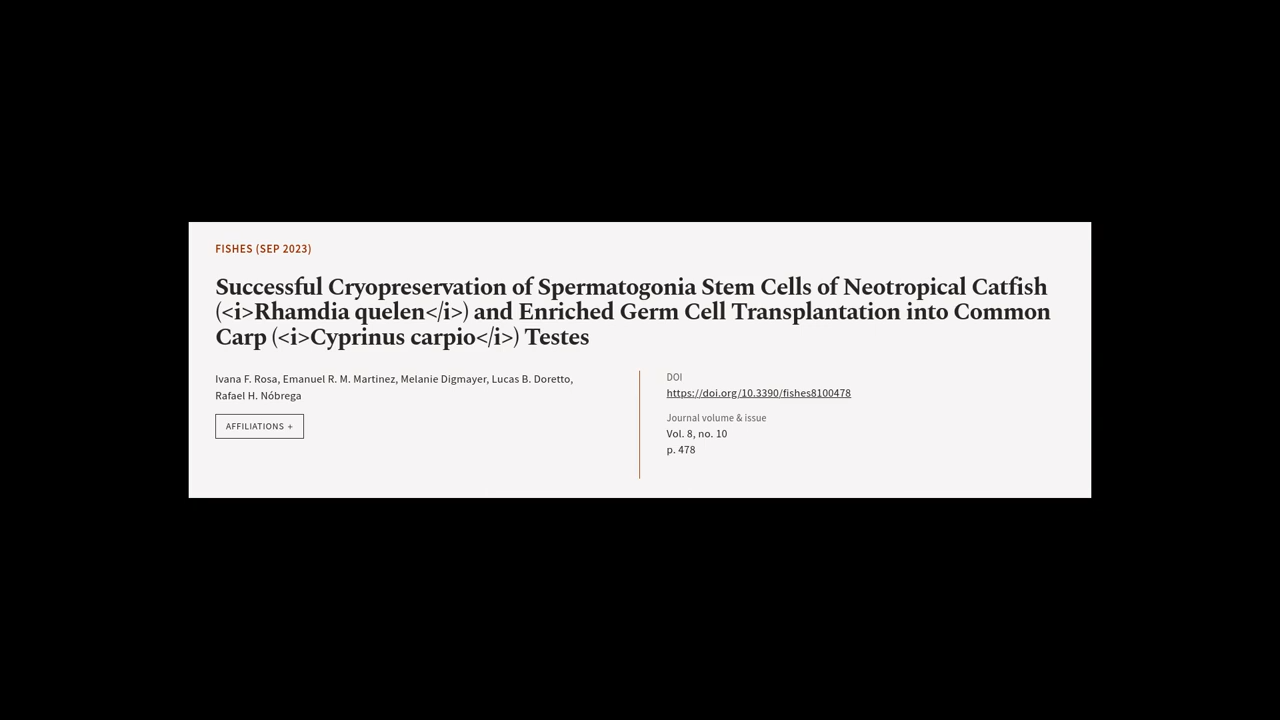 FISHES (SEP 2023)
Successful Cryopreservation of Spermatogonia Stem Cells of Neotropical Catfish
(<i>Rhamdia quelen</i>) and Enriched Germ Cell Transplantation into Common
Carp (<i>Cyprinus carpio</i>) Testes
Ivana F. Rosa, Emanuel R. M. Martinez, Melanie Digmayer, Lucas B. Doretto,
Rafael H. Nóbrega
AFFILIATIONS +
DOI
https://doi.org/10.3390/fishes8100478
Journal volume & issue
Vol. 8, no. 10
p. 478